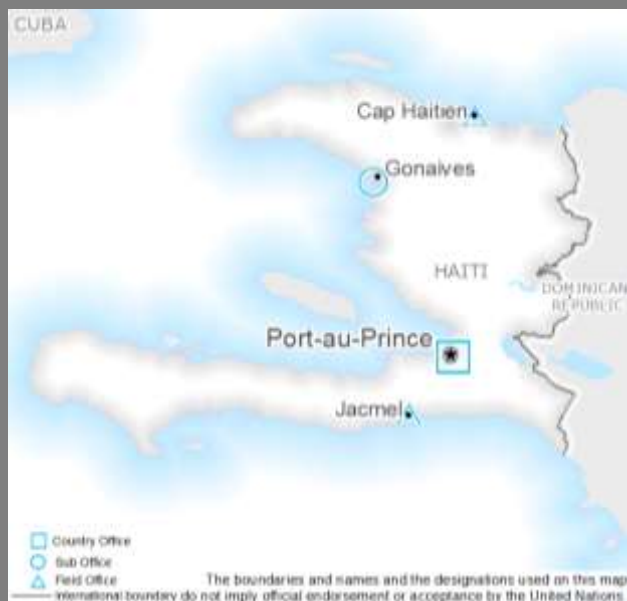 CUBA
Cap Haitien
Gonaives
HAITI
DOMINICAN
REPUBLIC
Port-au-Prince
Jacmel
Country Office
Sub Office
Field Office
The boundaries and names and the designations used on this map
International boundary do not imply official endorsement or acceptance by the United Nations.